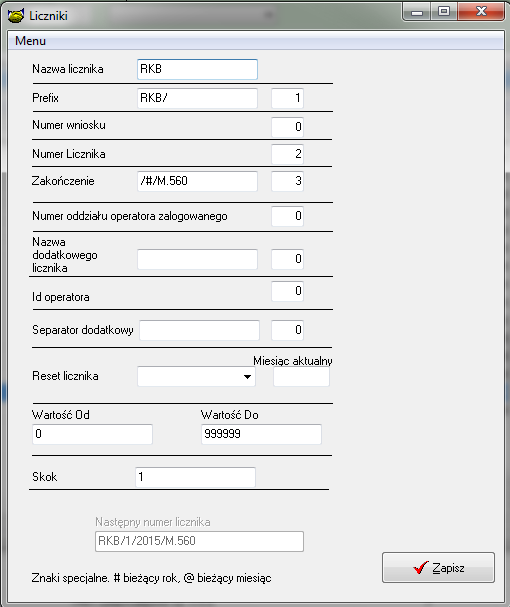 Liczniki
Menu
Nazwa licznika RKB
Prefix RKB/ 1
Numer wniosku 0
Numer Licznika 2
Zakończenie /#/M.560 3
Numer oddziału operatora zalogowanego 0
Nazwa
dodatkowego
licznika 0
Id operatora 0
Separator dodatkowy 0
Miesiąc aktualny
Reset licznika
Wartość Od Wartość Do
0 999999
Skok 1
Następny numer licznika
RKB/1/2015/M.560
Zapisz
Znaki specjalne. # bieżący rok, @ bieżący miesiąc